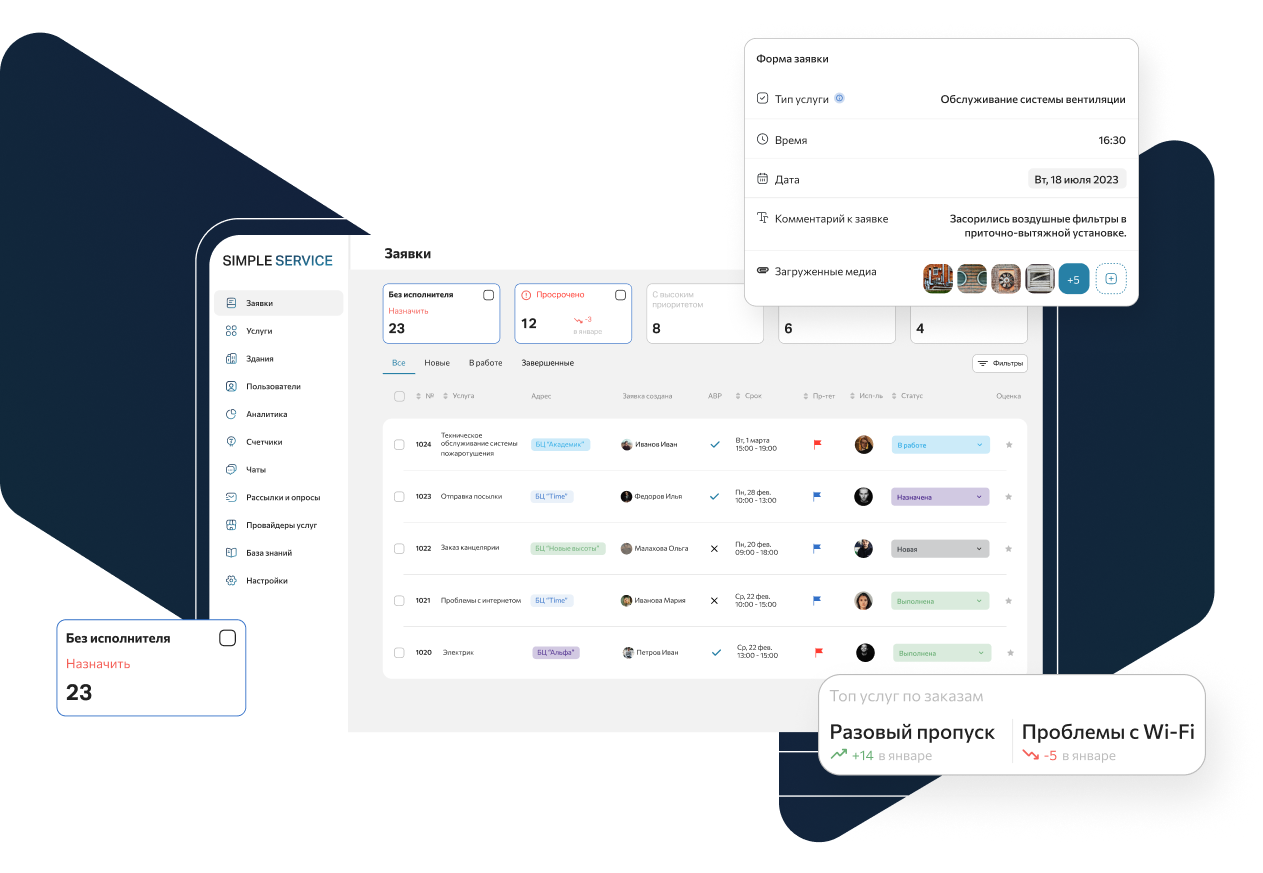 Форма заявки
Тип услуги
Обслуживание системы вентиляции
Время
16:30
Дата
Вт, 18 июля 2023
Комментарий к заявке
Засорились воздушные фильтры в
приточно-вытяжной установке.
Загруженные медиа
+5
SIMPLE SERVICE
Заявки
Услуги
Здания
Пользователи
Аналитика
Счетчики
Чаты
Рассылки и опросы
Провайдеры услуг
База знаний
Настройки
Заявки
Без исполнителя
Назначить
23
Просрочено
12
-3
в январе
С высоким
приоритетом
8
6
4
Все
Новые
В работе
Завершенные
Фильтры
№
Услуга
Адрес
Заявка создана
АВР
Срок
Пр-тет
Исп-ль
Статус
Оценка
1024
Техническое
обслуживание системы
пожаротушения
БЦ "Академик"
Иванов Иван
Вт, 1 марта
15:00 - 19:00
В работе
1023
Отправка посылки
БЦ "Time"
Федоров Илья
Пн, 28 фев.
10:00 - 13:00
Назначена
1022
Заказ канцелярии
БЦ "Новые высоты"
Малахова Ольга
Пн, 20 фев.
09:00 - 18:00
Новая
1021
Проблемы с интернетом
БЦ "Time"
Иванова Мария
Ср, 22 фев.
10:00 - 15:00
Выполнена
1020
Электрик
БЦ "Альфа"
Петров Иван
Ср, 22 фев.
13:00 - 15:00
Выполнена
Без исполнителя
Назначить
23
Топ услуг по заказам
Разовый пропуск
+14 в январе
Проблемы с Wi-Fi
-5 в январе